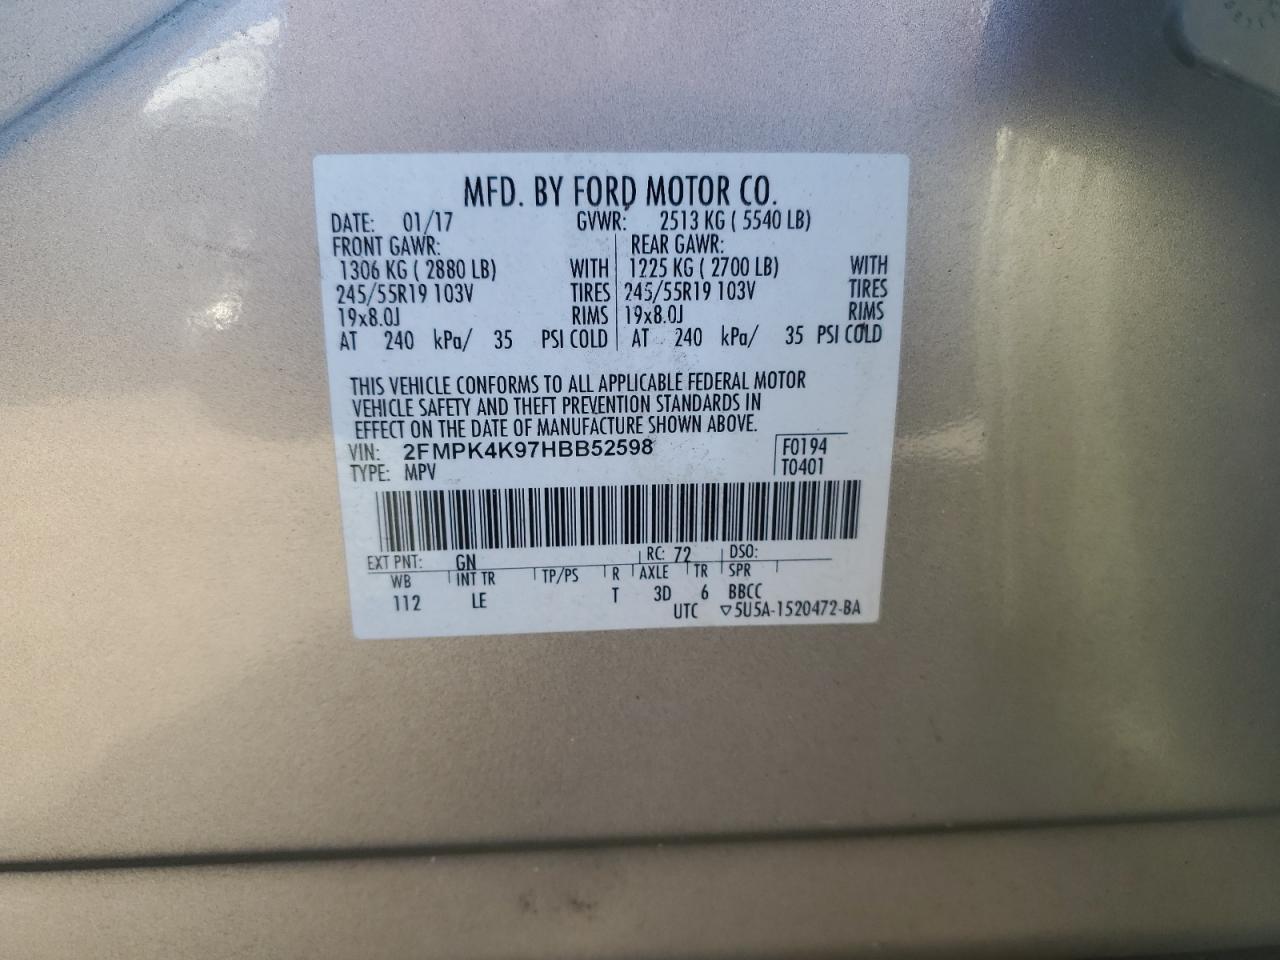 MFD. BY FORD MOTOR CO.
DATE: 01/17 GVWR: 2513 KG ( 5540 LB)
FRONT GAWR: REAR GAWR:
1306 KG ( 2880 LB) WITH 1225 KG ( 2700 LB) WITH
245/55R19 103V TIRES 245/55R19 103V TIRES
19x8.0J RIMS 19x8.0J RIMS
AT 240 kPa/ 35 PSI COLD AT 240 kPa/ 35 PSI COLD
THIS VEHICLE CONFORMS TO ALL APPLICABLE FEDERAL MOTOR
VEHICLE SAFETY AND THEFT PREVENTION STANDARDS IN
EFFECT ON THE DATE OF MANUFACTURE SHOWN ABOVE.
VIN: 2FMPK4K97HBB52598 F0194
TYPE: MPV T0401
EXT PNT: GN RC: 72 DSO:
WB INT TR TP/PS R AXLE TR SPR
112 LE T 3D 6 BBCC
UTC ▽5U5A-1520472-BA